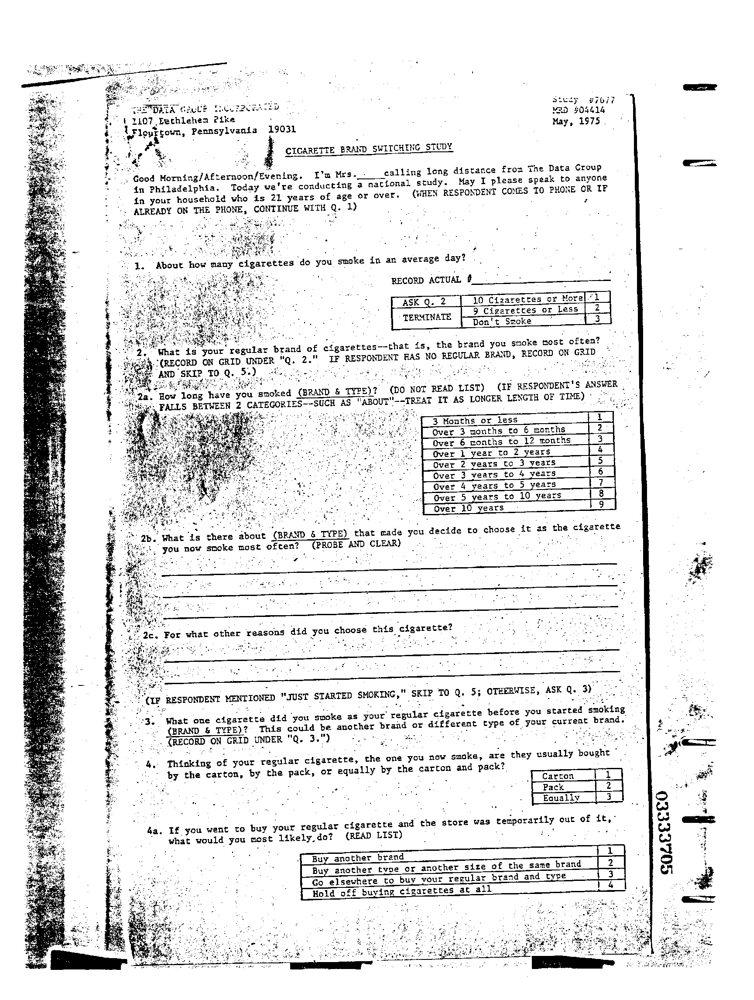 THE DATA GROUP INCORPORATED
Study #7677
1107 Bethlehem Pike
MRD 904414
Flourtown, Pennsylvania 19031
May, 1975
CIGARETTE BRAND SWITCHING STUDY
Good Morning/Afternoon/Evening. I'm Mrs.____calling long distance from The Data Group
in Philadelphia. Today we're conducting a national study. May I please speak to anyone
in your household who is 21 years of age or over. (WHEN RESPONDENT COMES TO PHONE OR IF
ALREADY ON THE PHONE, CONTINUE WITH Q. 1)
1. About how many cigarettes do you smoke in an average day?
RECORD ACTUAL #
ASK Q. 2 10 Cigarettes or More 1
TERMINATE 9 Cigarettes or Less 2
Don't Smoke 3
2. What is your regular brand of cigarettes--that is, the brand you smoke most often?
(RECORD ON GRID UNDER "Q. 2." IF RESPONDENT HAS NO REGULAR BRAND, RECORD ON GRID
AND SKIP TO Q. 5.)
2a. How long have you smoked (BRAND & TYPE)? (DO NOT READ LIST) (IF RESPONDENT'S ANSWER
FALLS BETWEEN 2 CATEGORIES--SUCH AS "ABOUT"--TREAT IT AS LONGER LENGTH OF TIME)
3 Months or less 1
Over 3 months to 6 months 2
Over 6 months to 12 months 3
Over 1 year to 2 years 4
Over 2 years to 3 years 5
Over 3 years to 4 years 6
Over 4 years to 5 years 7
Over 5 years to 10 years 8
Over 10 years 9
2b. What is there about (BRAND & TYPE) that made you decide to choose it as the cigarette
you now smoke most often? (PROBE AND CLEAR)
2c. For what other reasons did you choose this cigarette?
(IF RESPONDENT MENTIONED "JUST STARTED SMOKING," SKIP TO Q. 5; OTHERWISE, ASK Q. 3)
3. What one cigarette did you smoke as your regular cigarette before you started smoking
(BRAND & TYPE)? This could be another brand or different type of your current brand.
(RECORD ON GRID UNDER "Q. 3.")
4. Thinking of your regular cigarette, the one you now smoke, are they usually bought
by the carton, by the pack, or equally by the carton and pack?
Carton 1
Pack 2
Equally 3
4a. If you went to buy your regular cigarette and the store was temporarily out of it,
what would you most likely do? (READ LIST)
Buy another brand 1
Buy another type or another size of the same brand 2
Go elsewhere to buy your regular brand and type 3
Hold off buying cigarettes at all 4
03333705